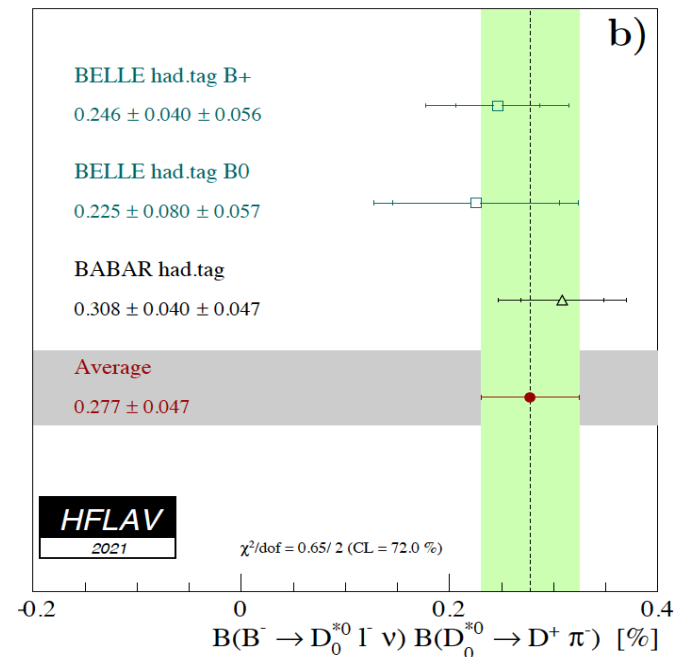 b)
BELLE had.tag B+
0.246 ± 0.040 ± 0.056
BELLE had.tag B0
0.225 ± 0.080 ± 0.057
BABAR had.tag
0.308 ± 0.040 ± 0.047
Average
0.277 ± 0.047
HFLAV
2021
χ²/dof = 0.65/ 2 (CL = 72.0 %)
-0.2 0 0.2 0.4
B(B⁻ → D₀*⁰ l⁻ ν) B(D₀*⁰ → D⁺ π⁻) [%]